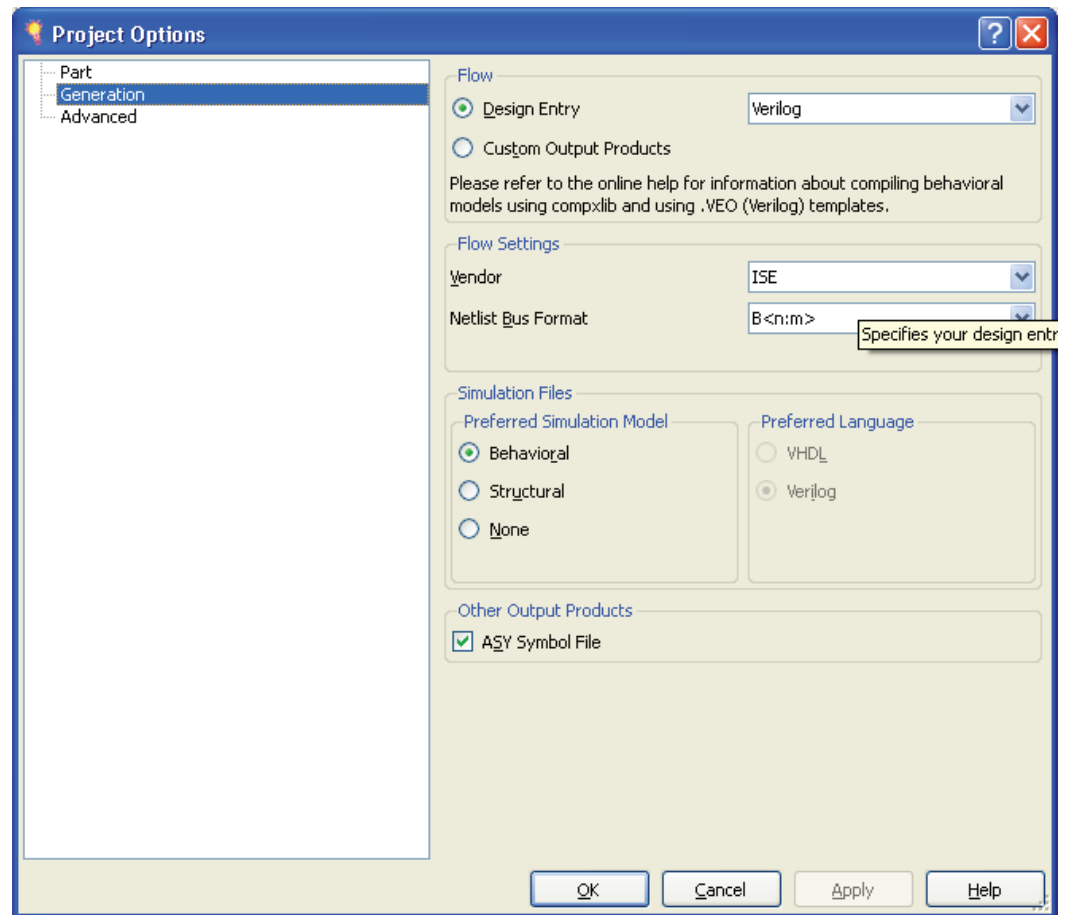 Project Options
Part
Generation
Advanced
Flow
Design Entry
Verilog
Custom Output Products
Please refer to the online help for information about compiling behavioral
models using compxlib and using .VEO (Verilog) templates.
Flow Settings
Vendor
ISE
Netlist Bus Format
B<n:m>
Specifies your design entr
Simulation Files
Preferred Simulation Model
Preferred Language
Behavioral
VHDL
Structural
Verilog
None
Other Output Products
ASY Symbol File
OK
Cancel
Apply
Help